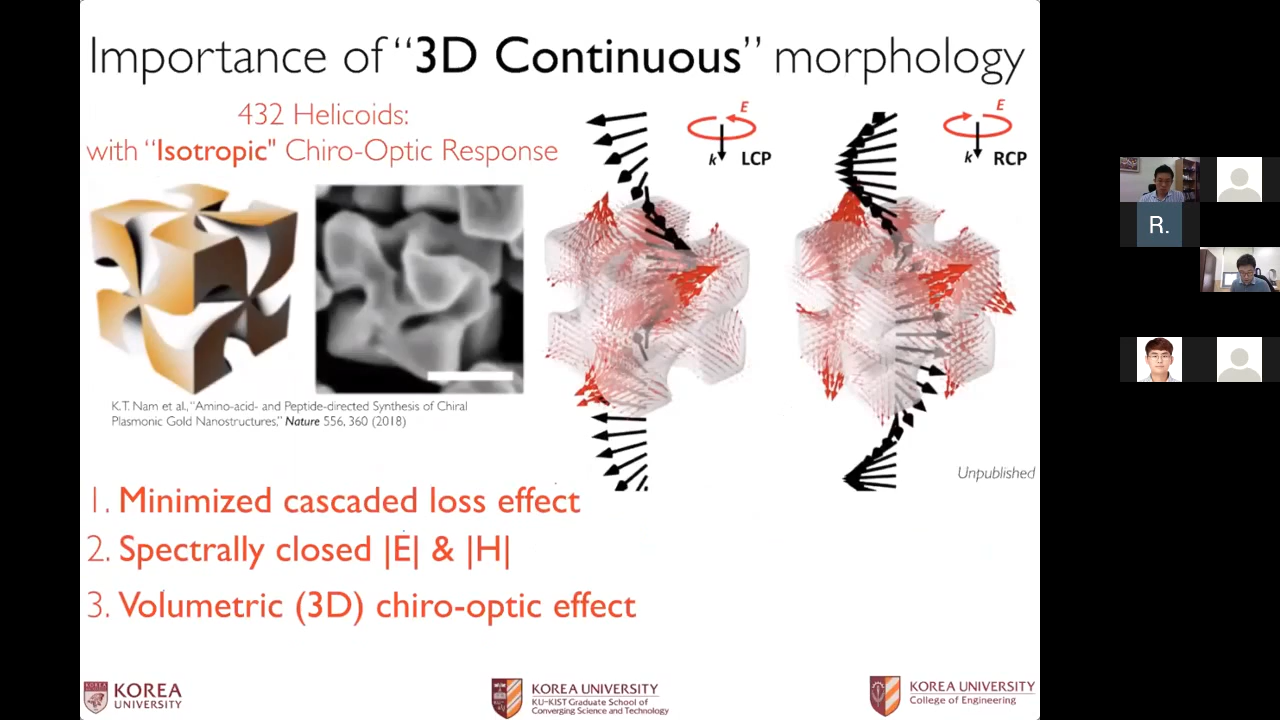 Importance of “3D Continuous” morphology
432 Helicoids:
with “Isotropic" Chiro-Optic Response
E
k LCP
E
k RCP
K.T. Nam et al., “Amino-acid- and Peptide-directed Synthesis of Chiral
Plasmonic Gold Nanostructures,” Nature 556, 360 (2018)
Unpublished
1. Minimized cascaded loss effect
2. Spectrally closed |E| & |H|
3. Volumetric (3D) chiro-optic effect
KOREA
UNIVERSITY
KOREA UNIVERSITY
KU-KIST Graduate School of
Converging Science and Technology
KOREA UNIVERSITY
College of Engineering
R.